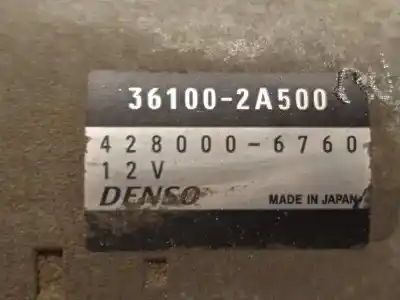 36100-2A500
428000-6760
12V
DENSO MADE IN JAPAN